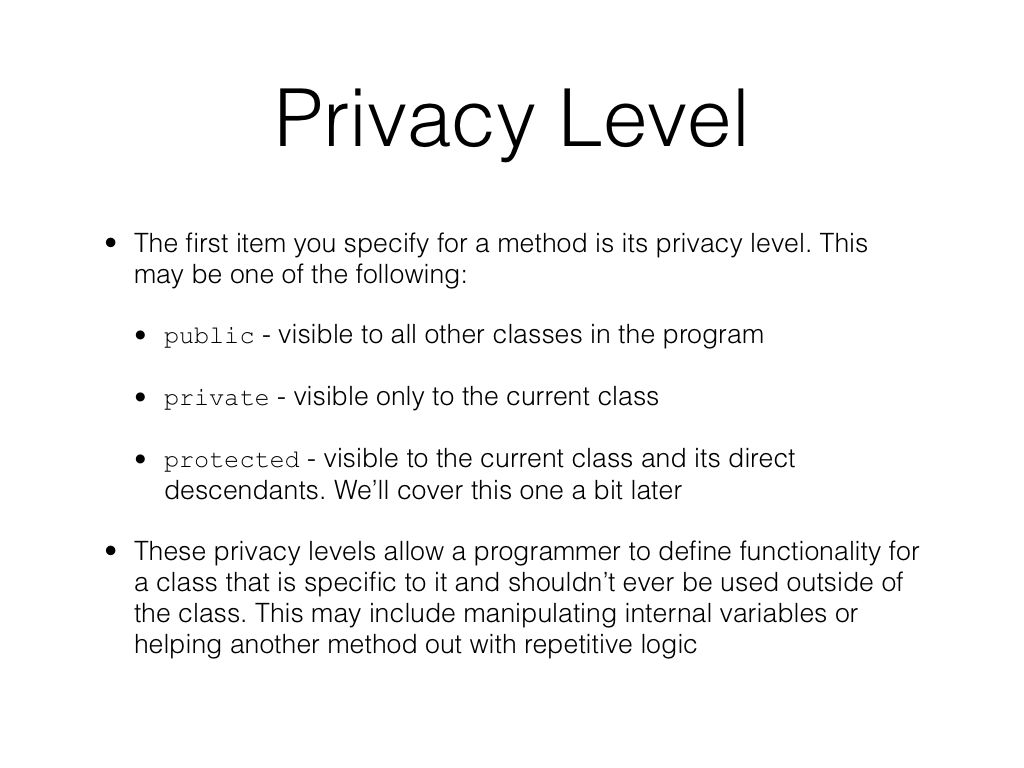 Privacy Level
• The first item you specify for a method is its privacy level. This
may be one of the following:
• public - visible to all other classes in the program
• private - visible only to the current class
• protected - visible to the current class and its direct
descendants. We’ll cover this one a bit later
• These privacy levels allow a programmer to define functionality for
a class that is specific to it and shouldn’t ever be used outside of
the class. This may include manipulating internal variables or
helping another method out with repetitive logic